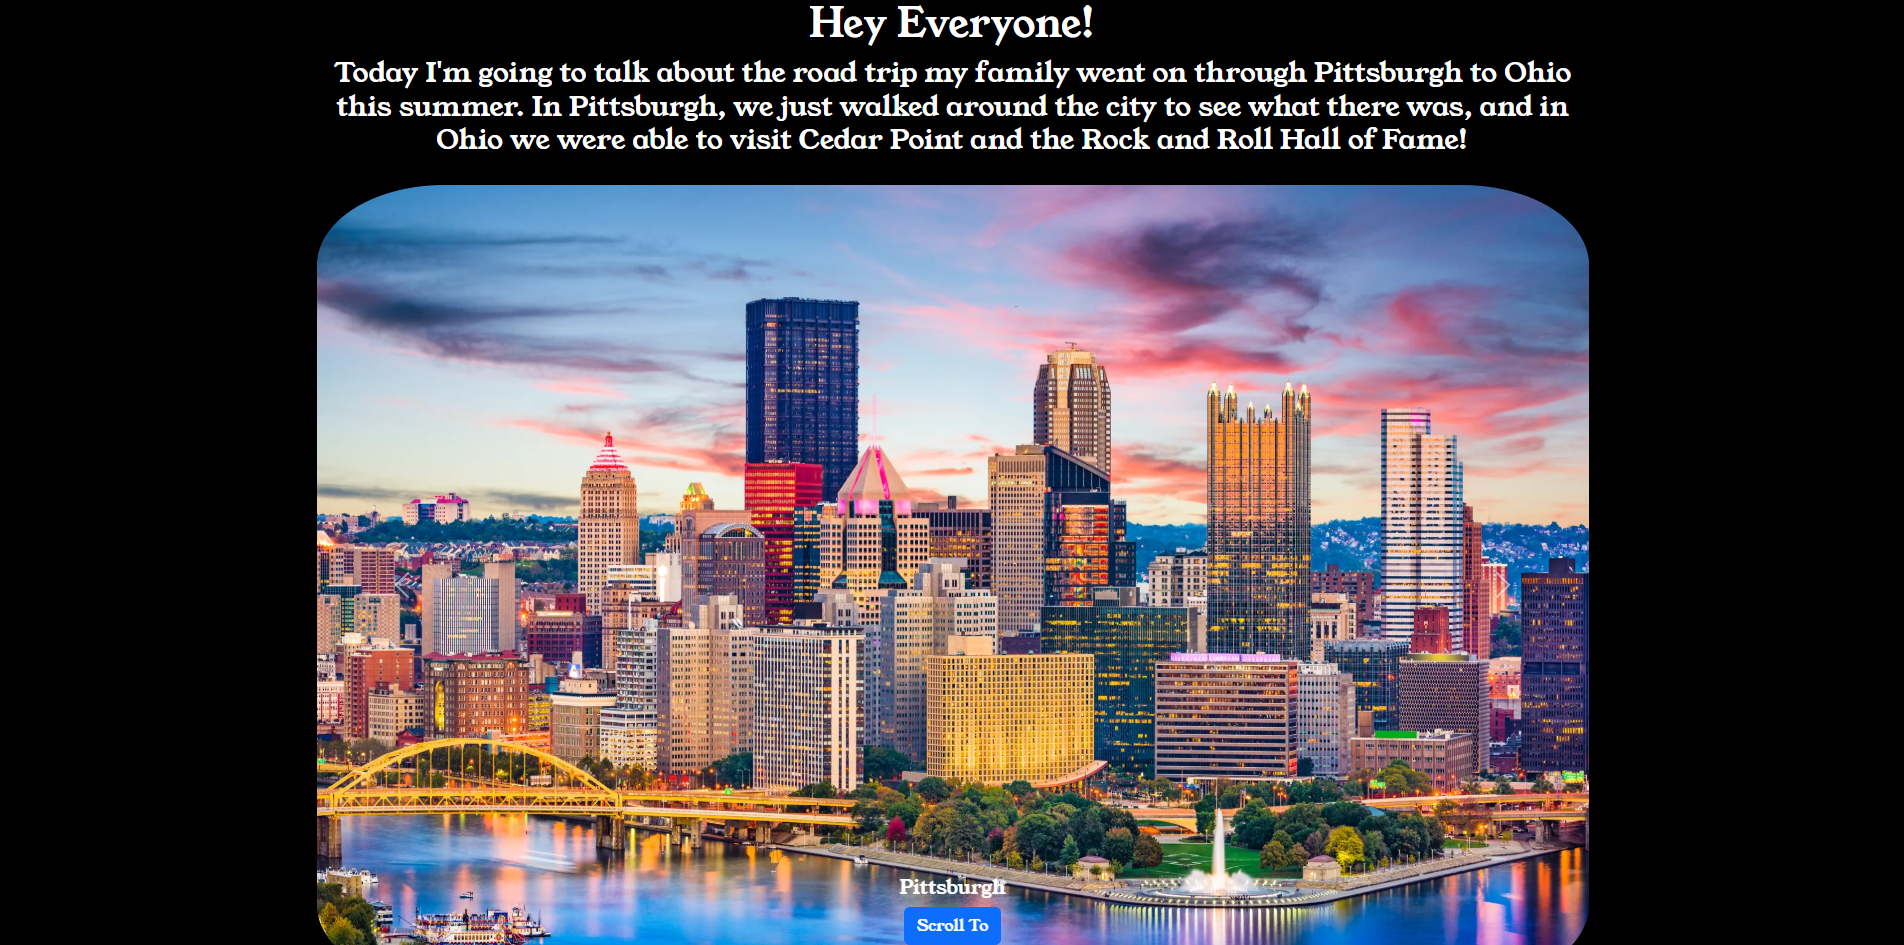 Hey Everyone!
Today I'm going to talk about the road trip my family went on through Pittsburgh to Ohio
this summer. In Pittsburgh, we just walked around the city to see what there was, and in
Ohio we were able to visit Cedar Point and the Rock and Roll Hall of Fame!
Pittsburgh
Scroll To